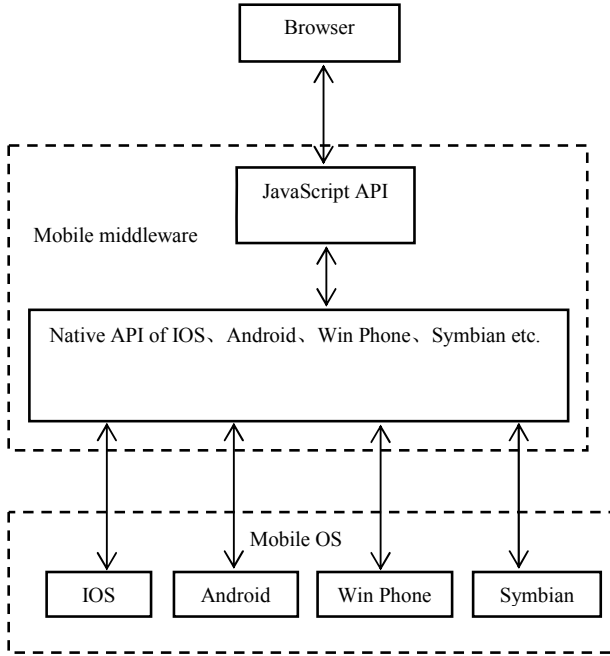 Browser
JavaScript API
Mobile middleware
Native API of IOS、Android、Win Phone、Symbian etc.
Mobile OS
IOS
Android
Win Phone
Symbian